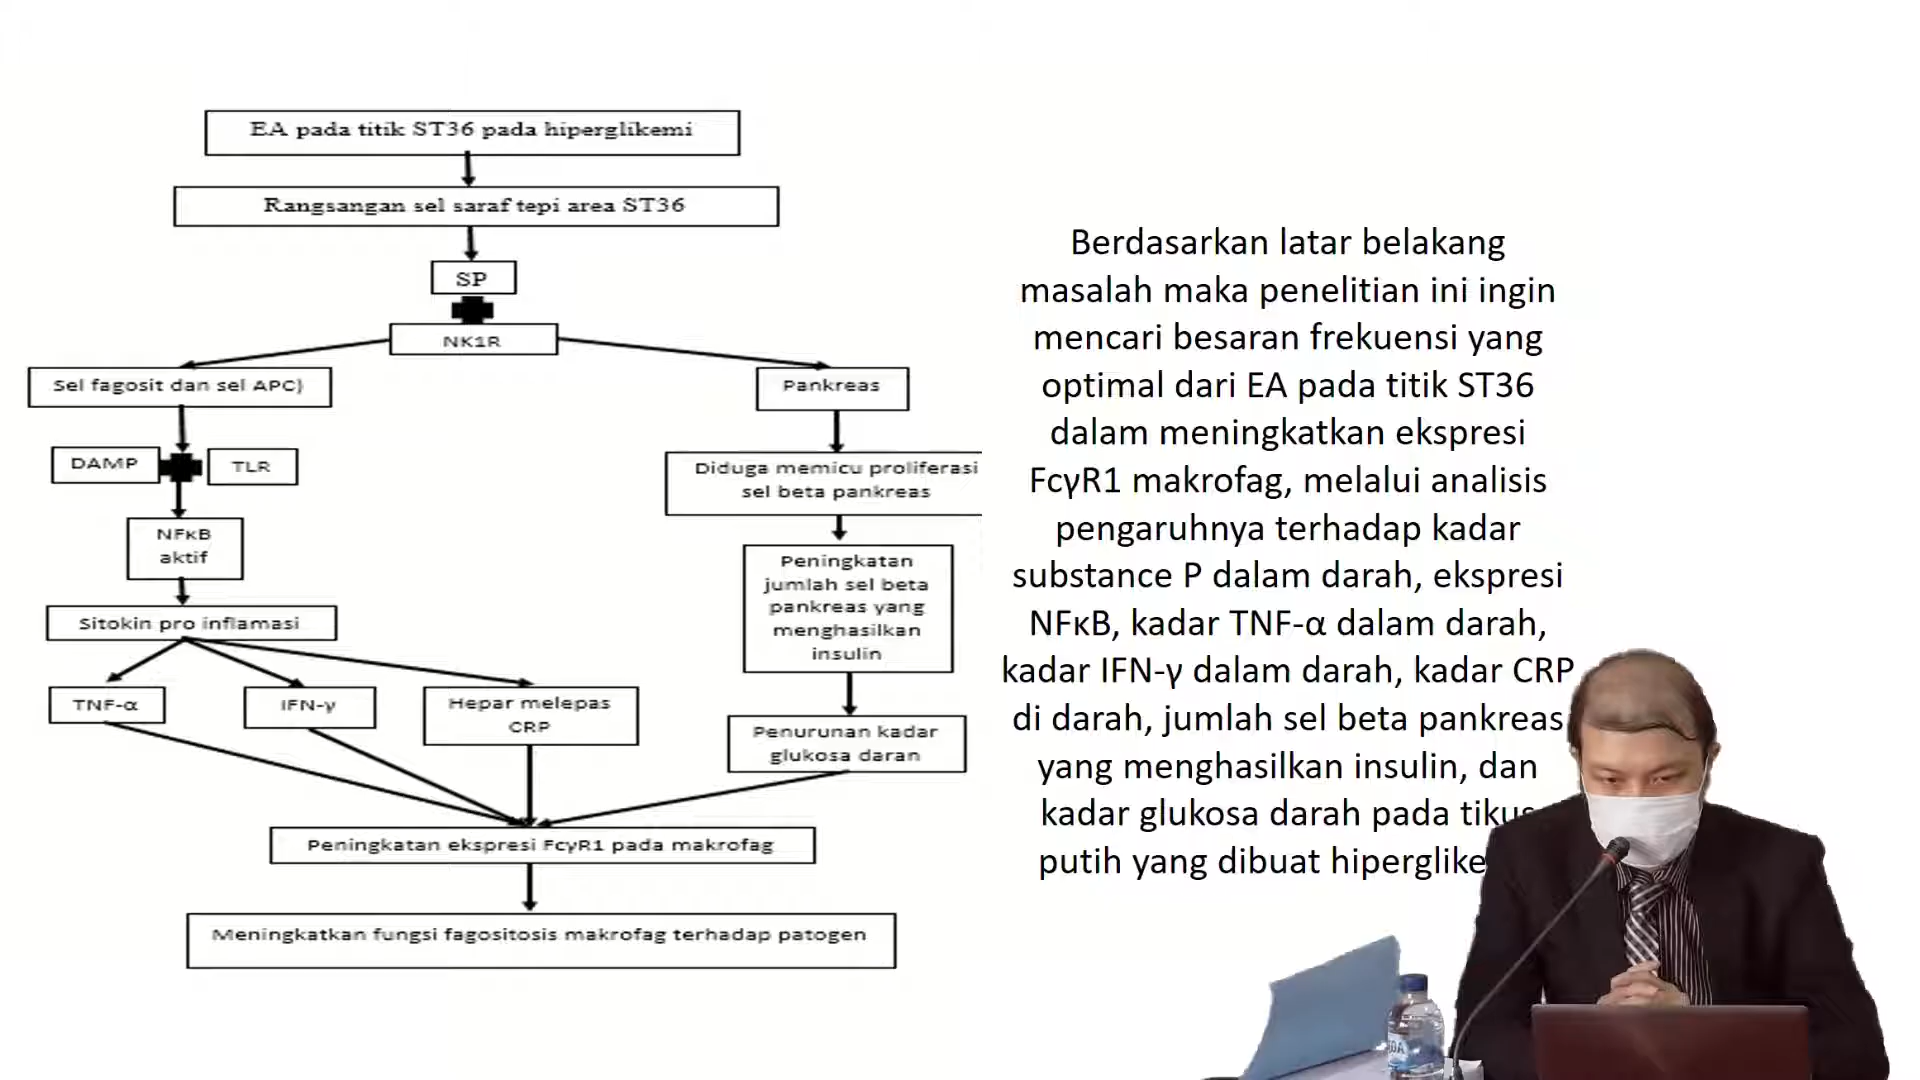 EA pada titik ST36 pada hiperglikemi
Rangsangan sel saraf tepi area ST36
SP
NK1R
Sel fagosit dan sel APC)
Pankreas
DAMP
TLR
Diduga memicu proliferasi
sel beta pankreas
NFκB
aktif
Peningkatan
jumlah sel beta
pankreas yang
menghasilkan
insulin
Sitokin pro inflamasi
TNF-α
IFN-γ
Hepar melepas
CRP
Penurunan kadar
glukosa daran
Peningkatan ekspresi FcγR1 pada makrofag
Meningkatkan fungsi fagositosis makrofag terhadap patogen
Berdasarkan latar belakang
masalah maka penelitian ini ingin
mencari besaran frekuensi yang
optimal dari EA pada titik ST36
dalam meningkatkan ekspresi
FcγR1 makrofag, melalui analisis
pengaruhnya terhadap kadar
substance P dalam darah, ekspresi
NFκB, kadar TNF-α dalam darah,
kadar IFN-γ dalam darah, kadar CRP
di darah, jumlah sel beta pankreas
yang menghasilkan insulin, dan
kadar glukosa darah pada tikus
putih yang dibuat hiperglike